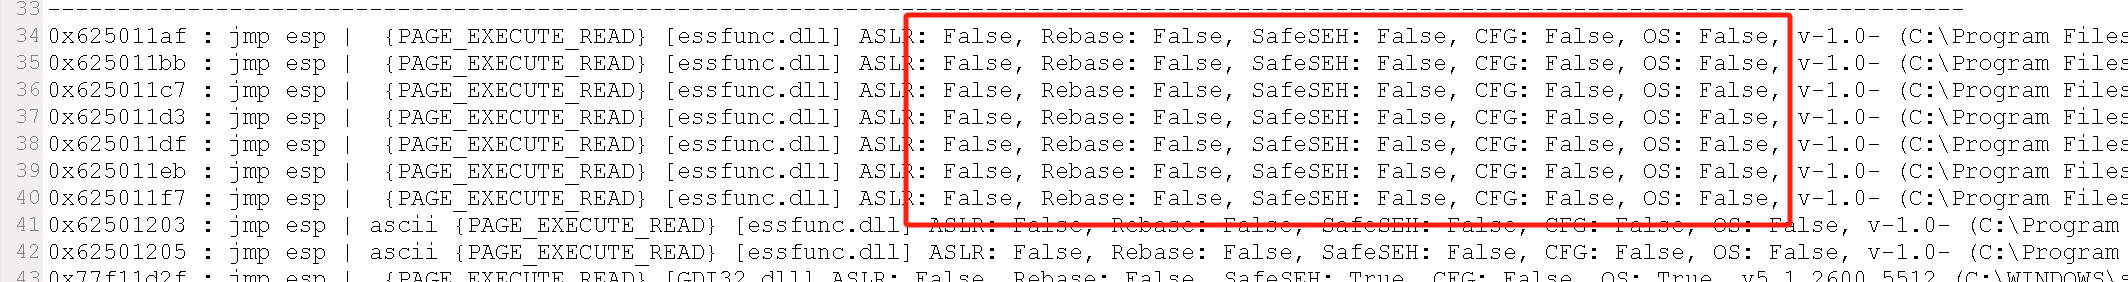 33 ----------------------------------------------------------------------------------------------------------------------------------------
34 0x625011af : jmp esp |  {PAGE_EXECUTE_READ} [essfunc.dll] ASLR: False, Rebase: False, SafeSEH: False, CFG: False, OS: False, v-1.0- (C:\Program Files
35 0x625011bb : jmp esp |  {PAGE_EXECUTE_READ} [essfunc.dll] ASLR: False, Rebase: False, SafeSEH: False, CFG: False, OS: False, v-1.0- (C:\Program Files
36 0x625011c7 : jmp esp |  {PAGE_EXECUTE_READ} [essfunc.dll] ASLR: False, Rebase: False, SafeSEH: False, CFG: False, OS: False, v-1.0- (C:\Program Files
37 0x625011d3 : jmp esp |  {PAGE_EXECUTE_READ} [essfunc.dll] ASLR: False, Rebase: False, SafeSEH: False, CFG: False, OS: False, v-1.0- (C:\Program Files
38 0x625011df : jmp esp |  {PAGE_EXECUTE_READ} [essfunc.dll] ASLR: False, Rebase: False, SafeSEH: False, CFG: False, OS: False, v-1.0- (C:\Program Files
39 0x625011eb : jmp esp |  {PAGE_EXECUTE_READ} [essfunc.dll] ASLR: False, Rebase: False, SafeSEH: False, CFG: False, OS: False, v-1.0- (C:\Program Files
40 0x625011f7 : jmp esp |  {PAGE_EXECUTE_READ} [essfunc.dll] ASLR: False, Rebase: False, SafeSEH: False, CFG: False, OS: False, v-1.0- (C:\Program Files
41 0x62501203 : jmp esp | ascii {PAGE_EXECUTE_READ} [essfunc.dll] ASLR: False, Rebase: False, SafeSEH: False, CFG: False, OS: False, v-1.0- (C:\Program
42 0x62501205 : jmp esp | ascii {PAGE_EXECUTE_READ} [essfunc.dll] ASLR: False, Rebase: False, SafeSEH: False, CFG: False, OS: False, v-1.0- (C:\Program
43 0x77f11d2f : jmp esp |  {PAGE_EXECUTE_READ} [GDI32.dll] ASLR: False, Rebase: False, SafeSEH: True, CFG: False, OS: True, v5.1.2600.5512 (C:\WINDOWS\s